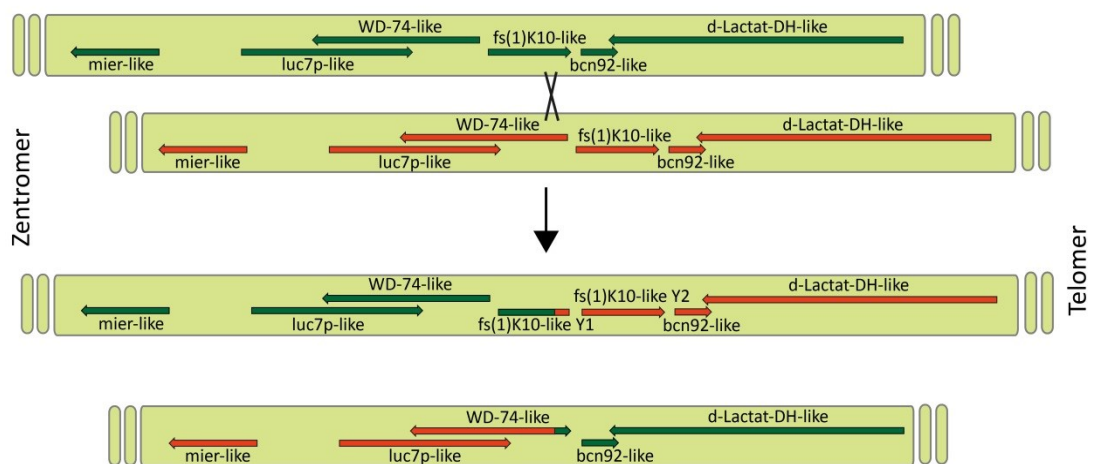 WD-74-like
fs(1)K10-like
d-Lactat-DH-like
mier-like
luc7p-like
bcn92-like
WD-74-like
fs(1)K10-like
d-Lactat-DH-like
mier-like
luc7p-like
bcn92-like
Zentromer
Telomer
WD-74-like
fs(1)K10-like Y2
d-Lactat-DH-like
mier-like
luc7p-like
fs(1)K10-like Y1
bcn92-like
WD-74-like
d-Lactat-DH-like
mier-like
luc7p-like
bcn92-like